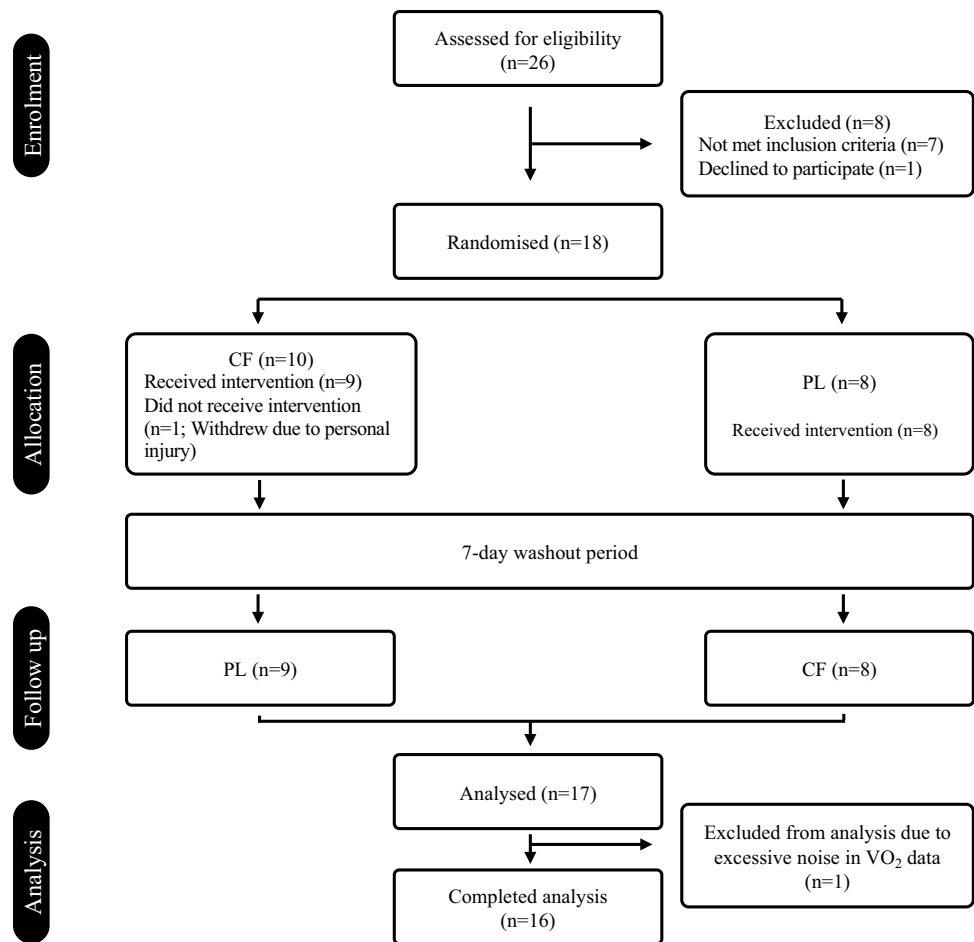 Enrolment
Assessed for eligibility
(n=26)
Excluded (n=8)
Not met inclusion criteria (n=7)
Declined to participate (n=1)
Randomised (n=18)
Allocation
CF (n=10)
Received intervention (n=9)
Did not receive intervention
(n=1; Withdrew due to personal
injury)
PL (n=8)
Received intervention (n=8)
7-day washout period
Follow up
PL (n=9)
CF (n=8)
Analysis
Analysed (n=17)
Excluded from analysis due to
excessive noise in VO₂ data
(n=1)
Completed analysis
(n=16)